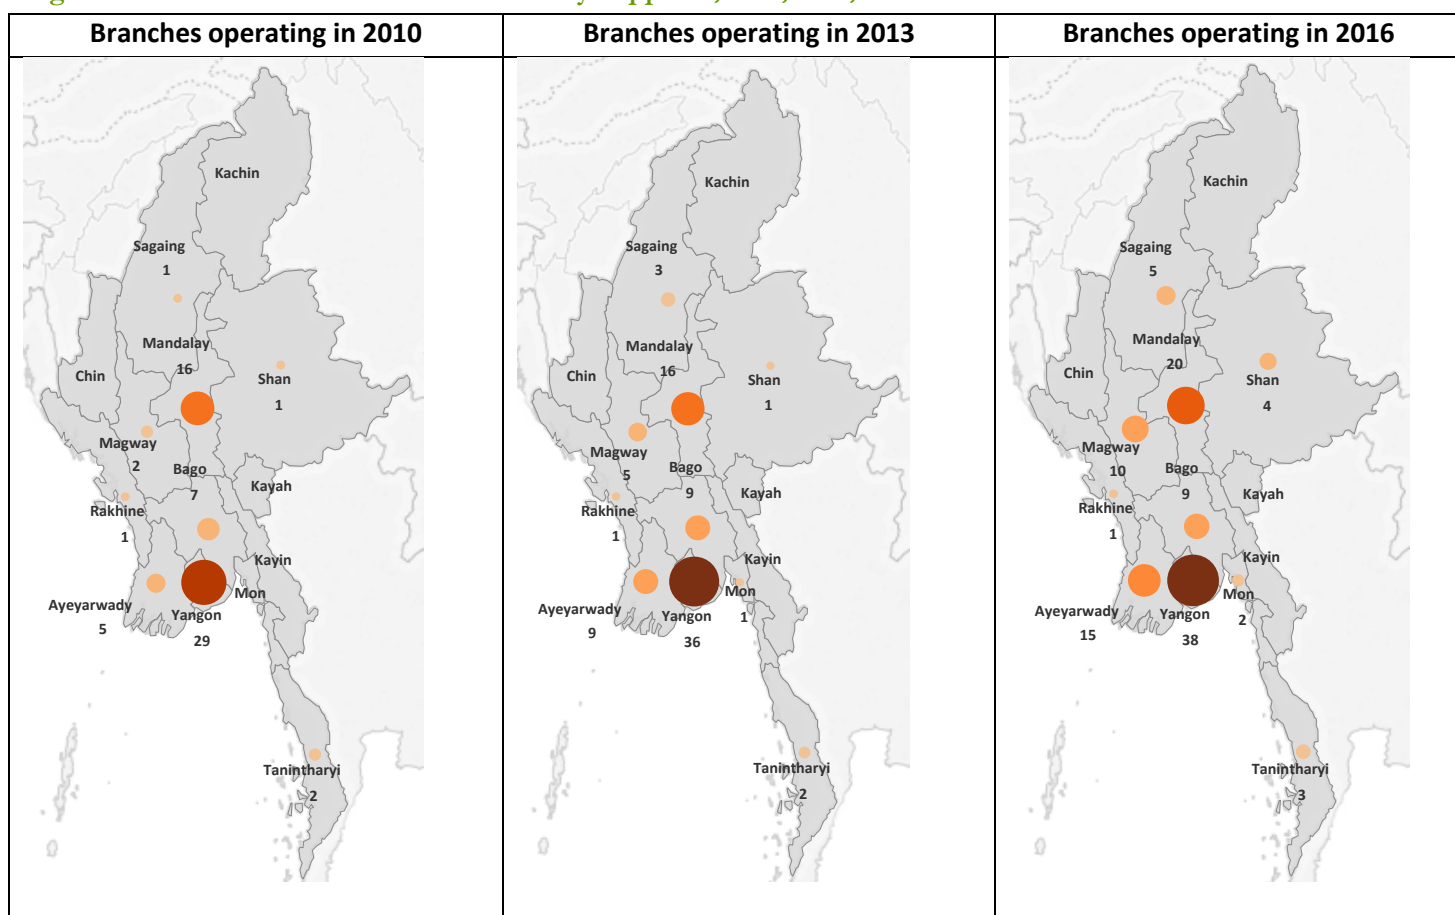 Branches operating in 2010
Kachin
Sagaing
1
Mandalay
16
Chin
Shan
1
Magway
2
Bago
7
Kayah
Rakhine
1
Kayin
Mon
Ayeyarwady
5
Yangon
29
Tanintharyi
2
Branches operating in 2013
Kachin
Sagaing
3
Mandalay
16
Chin
Shan
1
Magway
5
Bago
9
Kayah
Rakhine
1
Kayin
Mon
1
Ayeyarwady
9
Yangon
36
Tanintharyi
2
Branches operating in 2016
Kachin
Sagaing
5
Mandalay
20
Chin
Shan
4
Magway
10
Bago
9
Kayah
Rakhine
1
Kayin
Mon
2
Ayeyarwady
15
Yangon
38
Tanintharyi
3